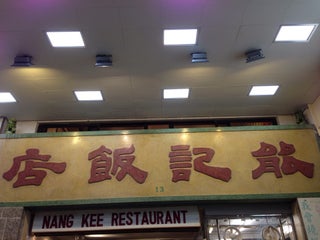 能記飯店
13
NANG KEE RESTAURANT